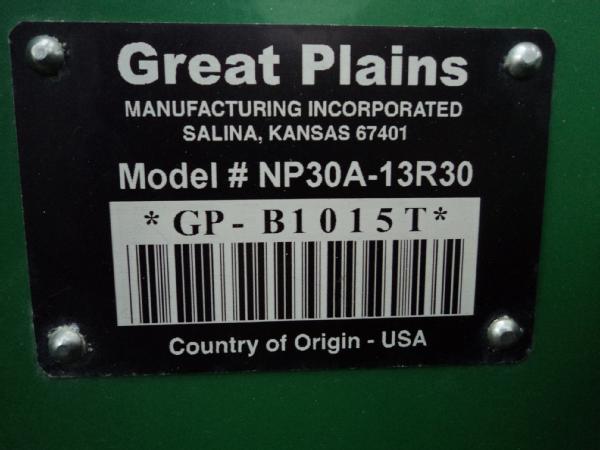 Great Plains
MANUFACTURING INCORPORATED
SALINA, KANSAS 67401
Model # NP30A-13R30
*GP-B1015T*
Country of Origin - USA